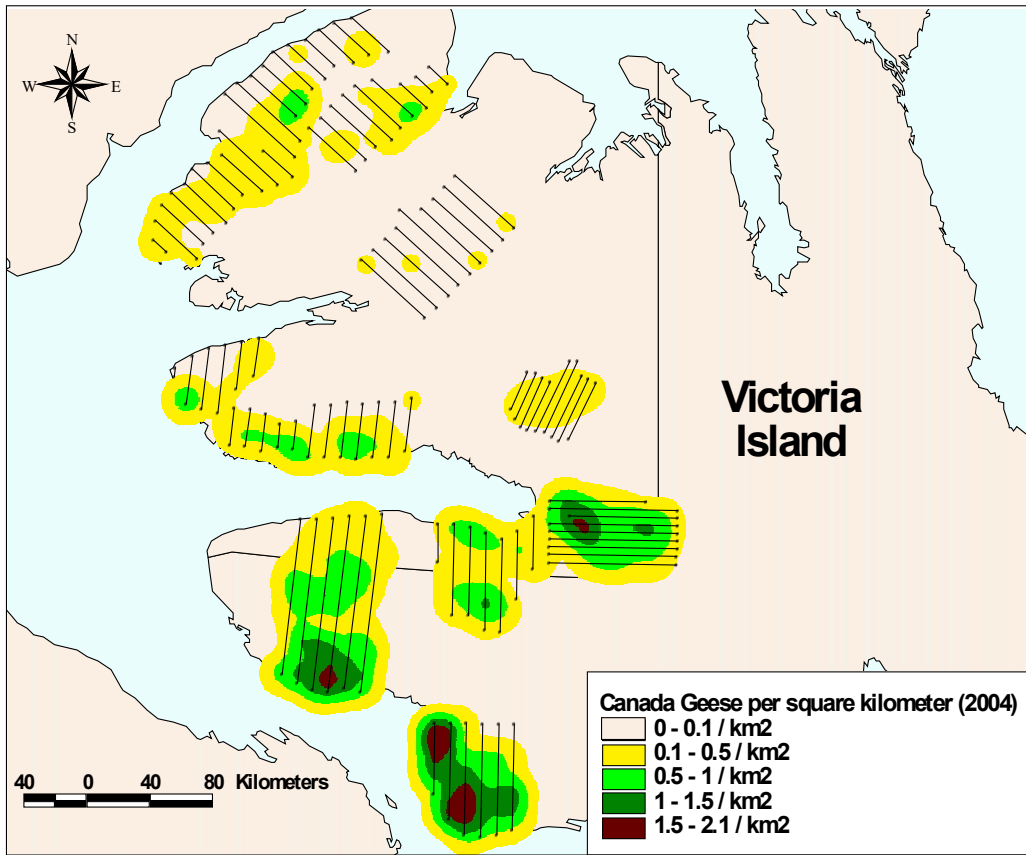 N
W E
S
Victoria
Island
40 0 40 80 Kilometers
Canada Geese per square kilometer (2004)
0 - 0.1 / km2
0.1 - 0.5 / km2
0.5 - 1 / km2
1 - 1.5 / km2
1.5 - 2.1 / km2